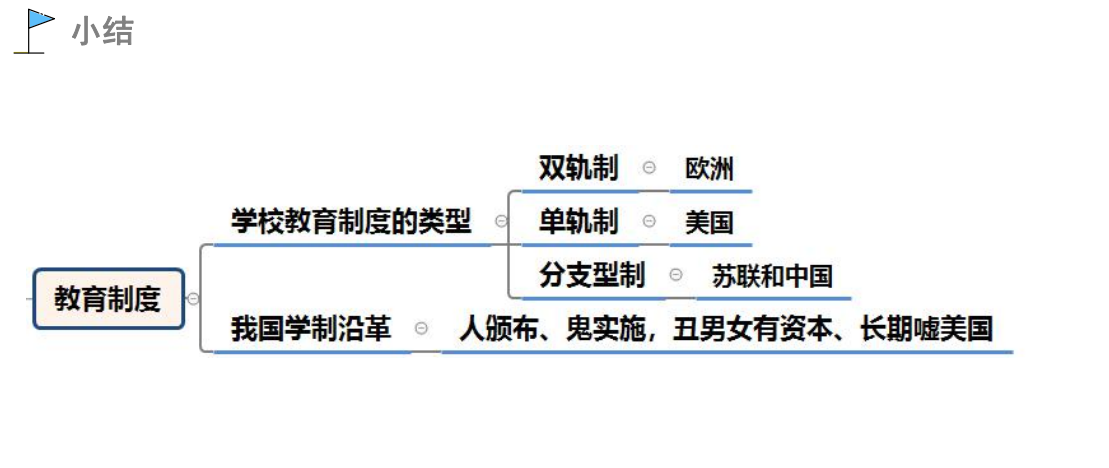 小结
教育制度
学校教育制度的类型
双轨制
欧洲
单轨制
美国
分支型制
苏联和中国
我国学制沿革
人颁布、鬼实施，丑男女有资本、长期嘘美国